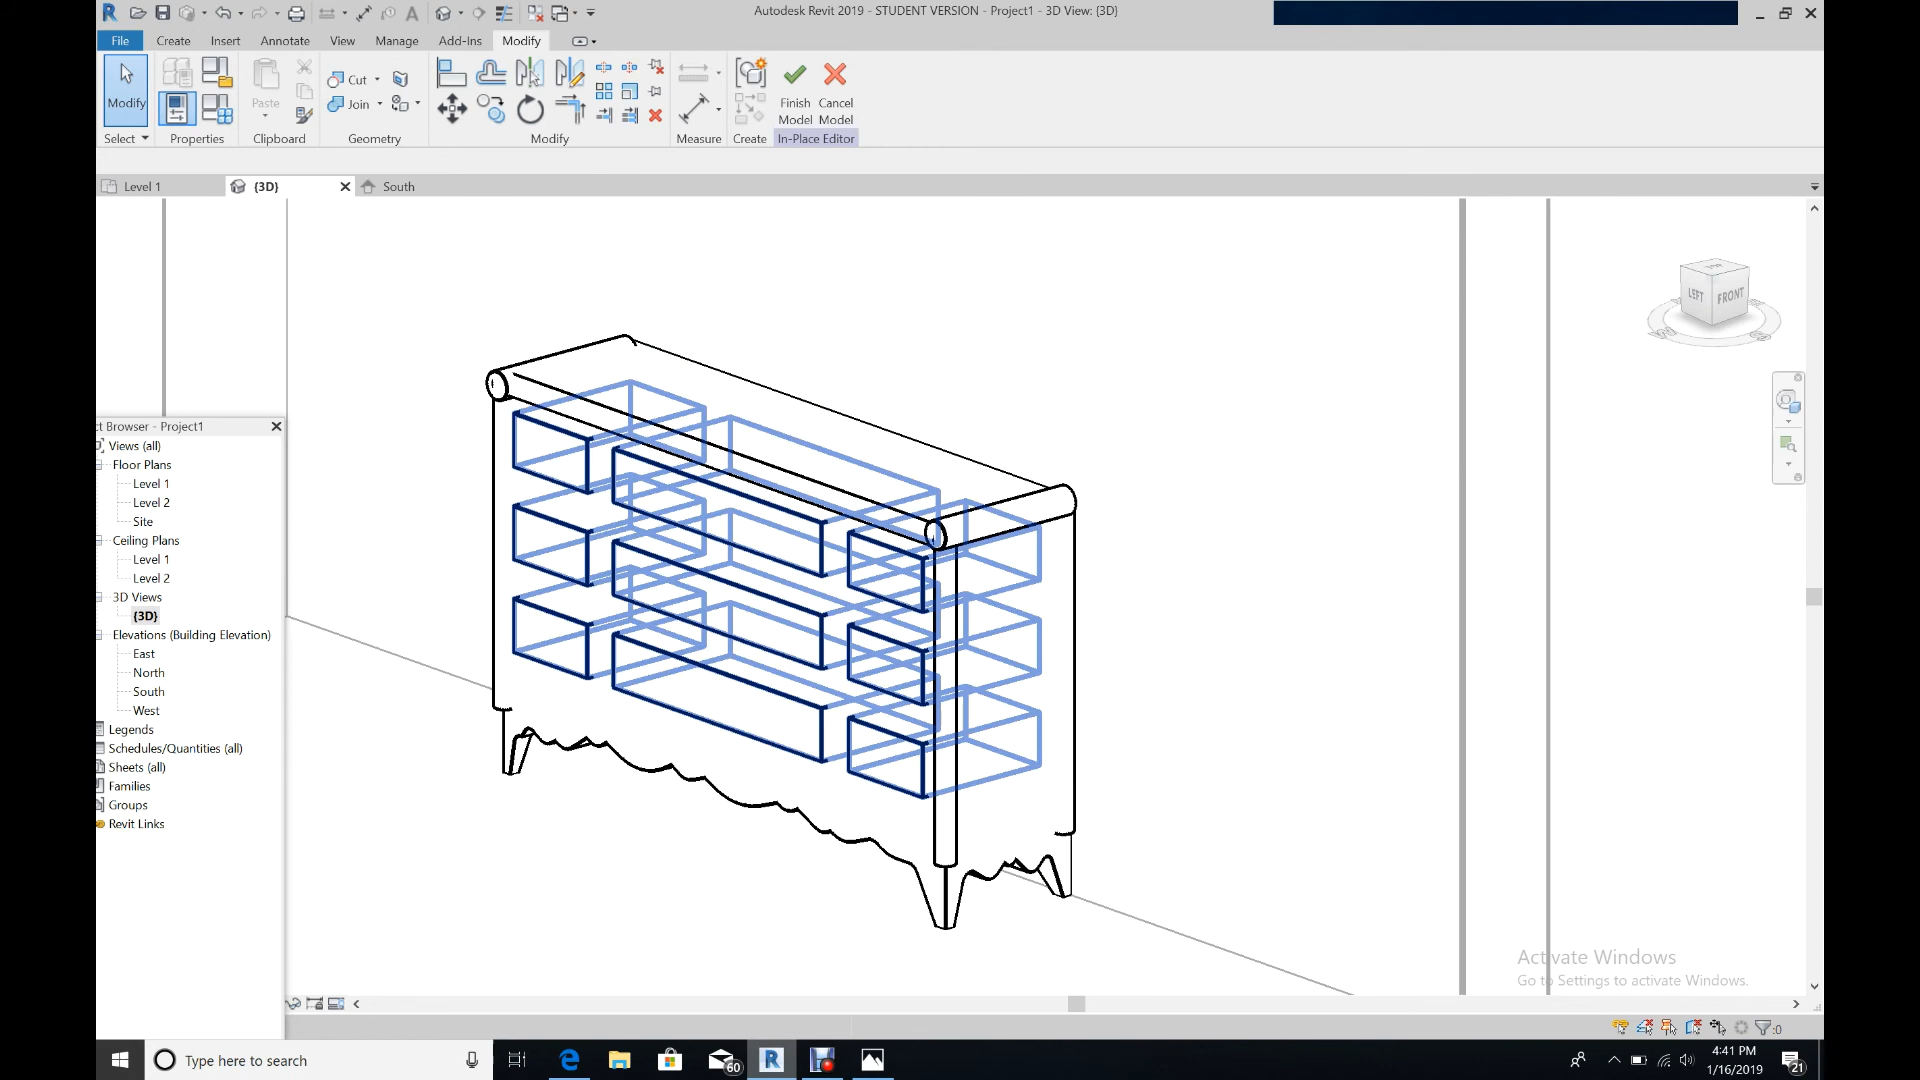 Autodesk Revit 2019 - STUDENT VERSION - Project1 - 3D View: {3D}
File Create Insert Annotate View Manage Add-Ins Modify
Modify
Paste
Cut
Join
Finish Model
Cancel Model
Select Properties Clipboard Geometry Modify Measure Create In-Place Editor
Level 1 {3D} South
LEFT FRONT
ct Browser - Project1
Views (all)
Floor Plans
Level 1
Level 2
Site
Ceiling Plans
Level 1
Level 2
3D Views
{3D}
Elevations (Building Elevation)
East
North
South
West
Legends
Schedules/Quantities (all)
Sheets (all)
Families
Groups
Revit Links
Activate Windows
Go to Settings to activate Windows.
:0
Type here to search
60
4:41 PM
1/16/2019
21